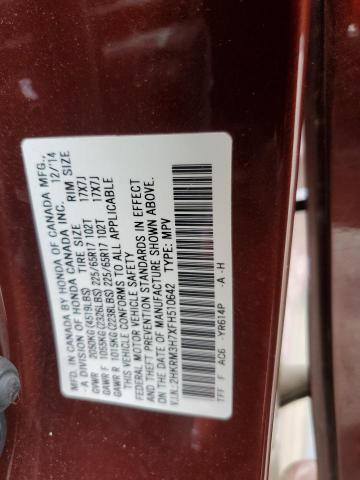 MFD. IN CANADA BY HONDA OF CANADA MFG.,
- A DIVISION OF HONDA CANADA INC. 12/14
TIRE SIZE RIM SIZE
GVWR 2050KG (4519LBS)
GAWR F 1055KG (2326LBS) 225/65R17 102T 17X7J
GAWR R 1015KG (2238LBS) 225/65R17 102T 17X7J
THIS VEHICLE CONFORMS TO ALL APPLICABLE
FEDERAL MOTOR VEHICLE SAFETY
AND THEFT PREVENTION STANDARDS IN EFFECT
ON THE DATE OF MANUFACTURE SHOWN ABOVE.
V.I.N.: 2HKRM3H7XFH510642 TYPE: MPV
TFF F AC6 - YR614P -A -H